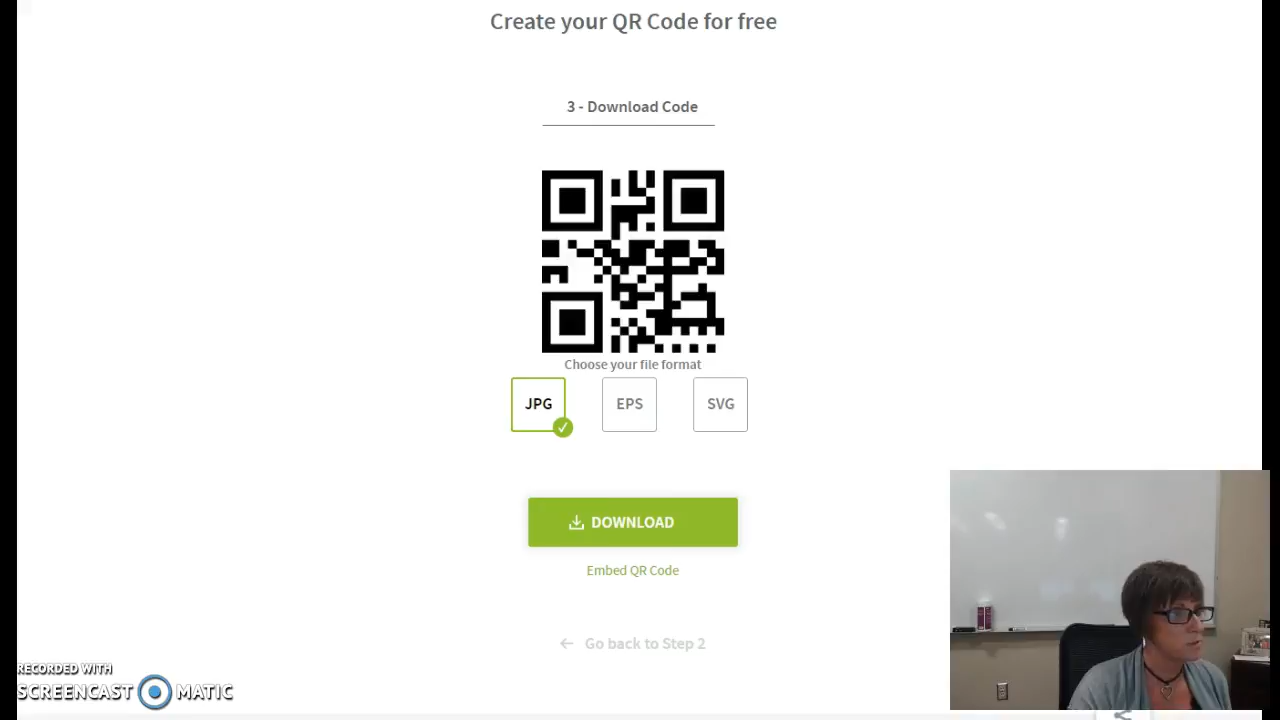 Create your QR Code for free
3 - Download Code
Choose your file format
JPG
EPS
SVG
DOWNLOAD
Embed QR Code
← Go back to Step 2
RECORDED WITH
SCREENCAST MATIC